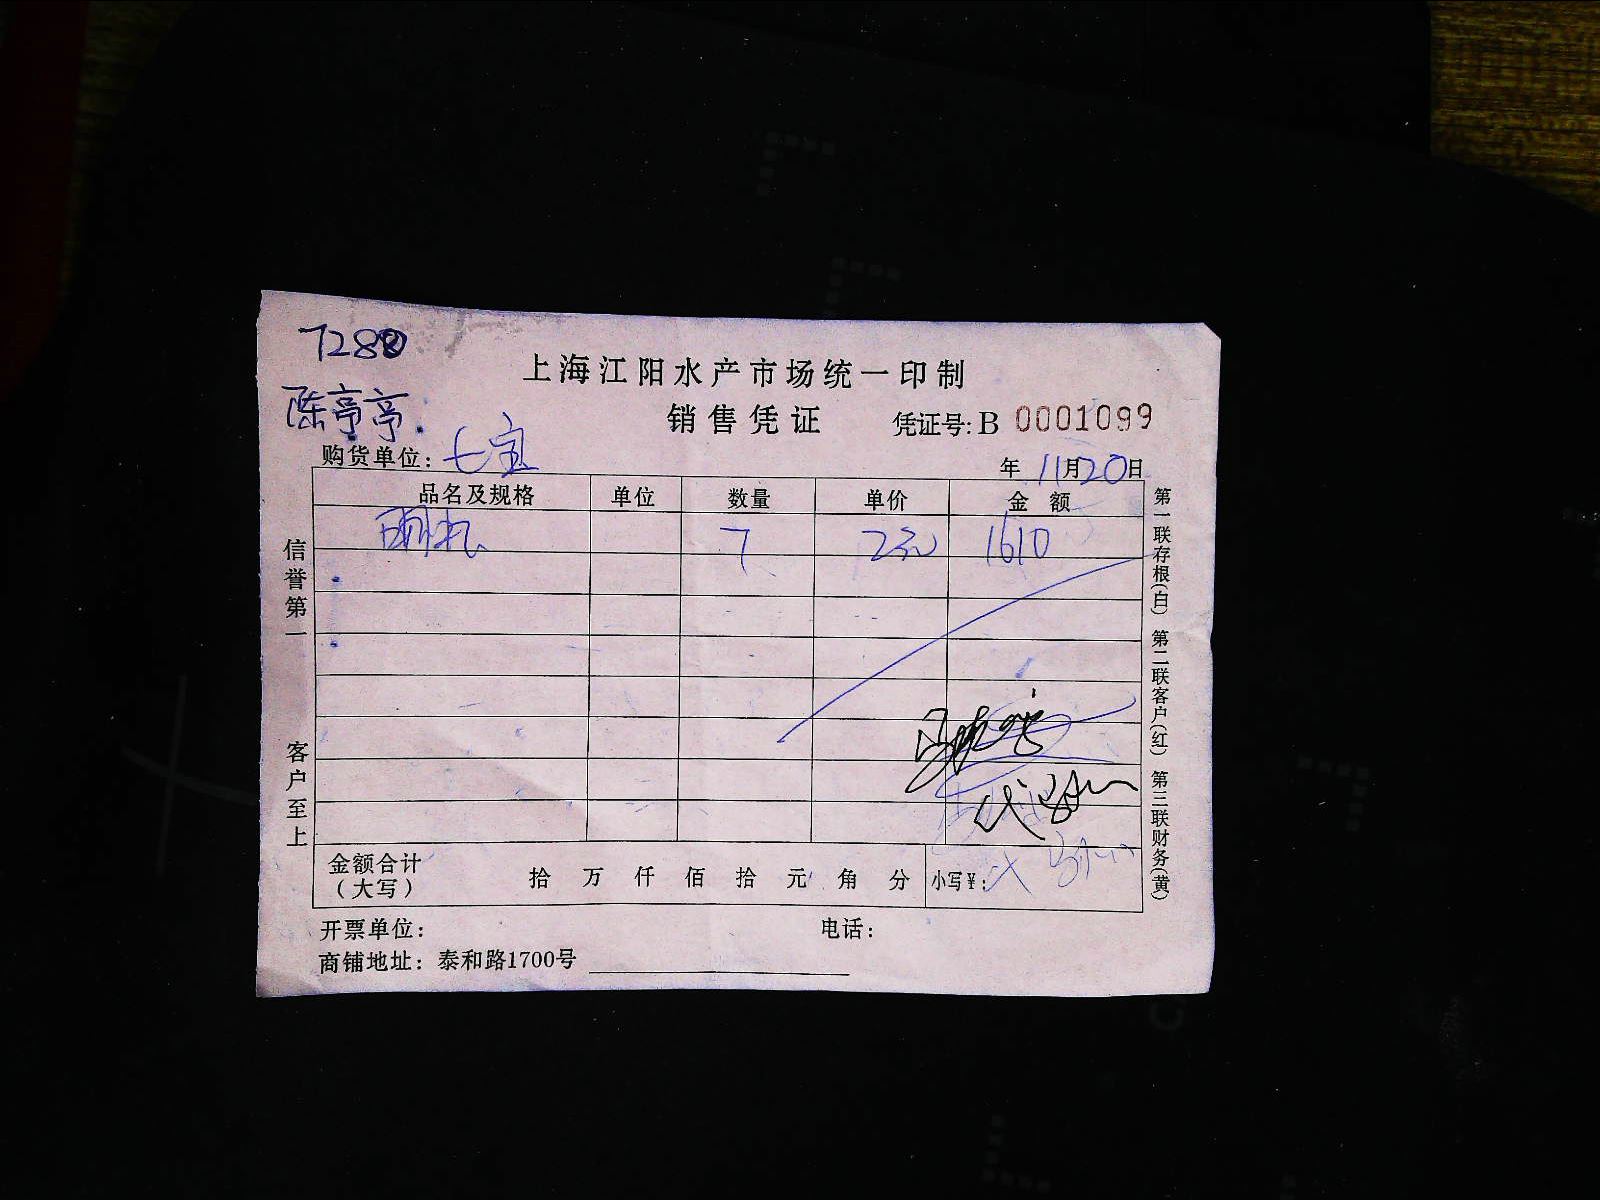 7280
陈亭亭
上海江阳水产市场统一印制
销售凭证 凭证号: B 0001099
购货单位: 七宝 年 11月20日
品名及规格 单位 数量 单价 金额
7 230 1610
信誉第一
客户至上
第一联存根(白) 第二联客户(红) 第三联财务(黄)
金额合计
(大写) 拾 万 仟 佰 拾 元 角 分 小写¥:
开票单位: 电话:
商铺地址: 泰和路1700号